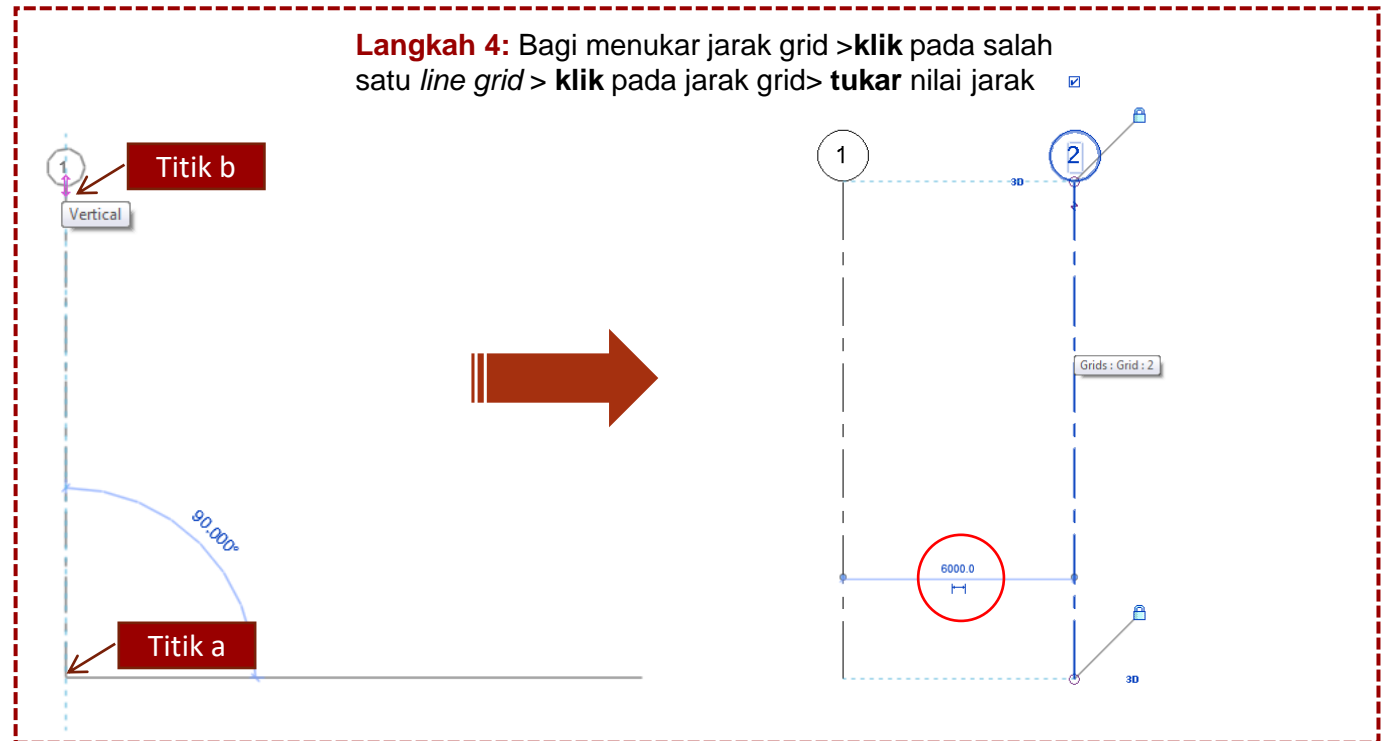 Langkah 4: Bagi menukar jarak grid >klik pada salah
satu line grid > klik pada jarak grid> tukar nilai jarak
1
Titik b
Vertical
90.000°
Titik a
1
2
3D
Grids : Grid : 2
6000.0
3D